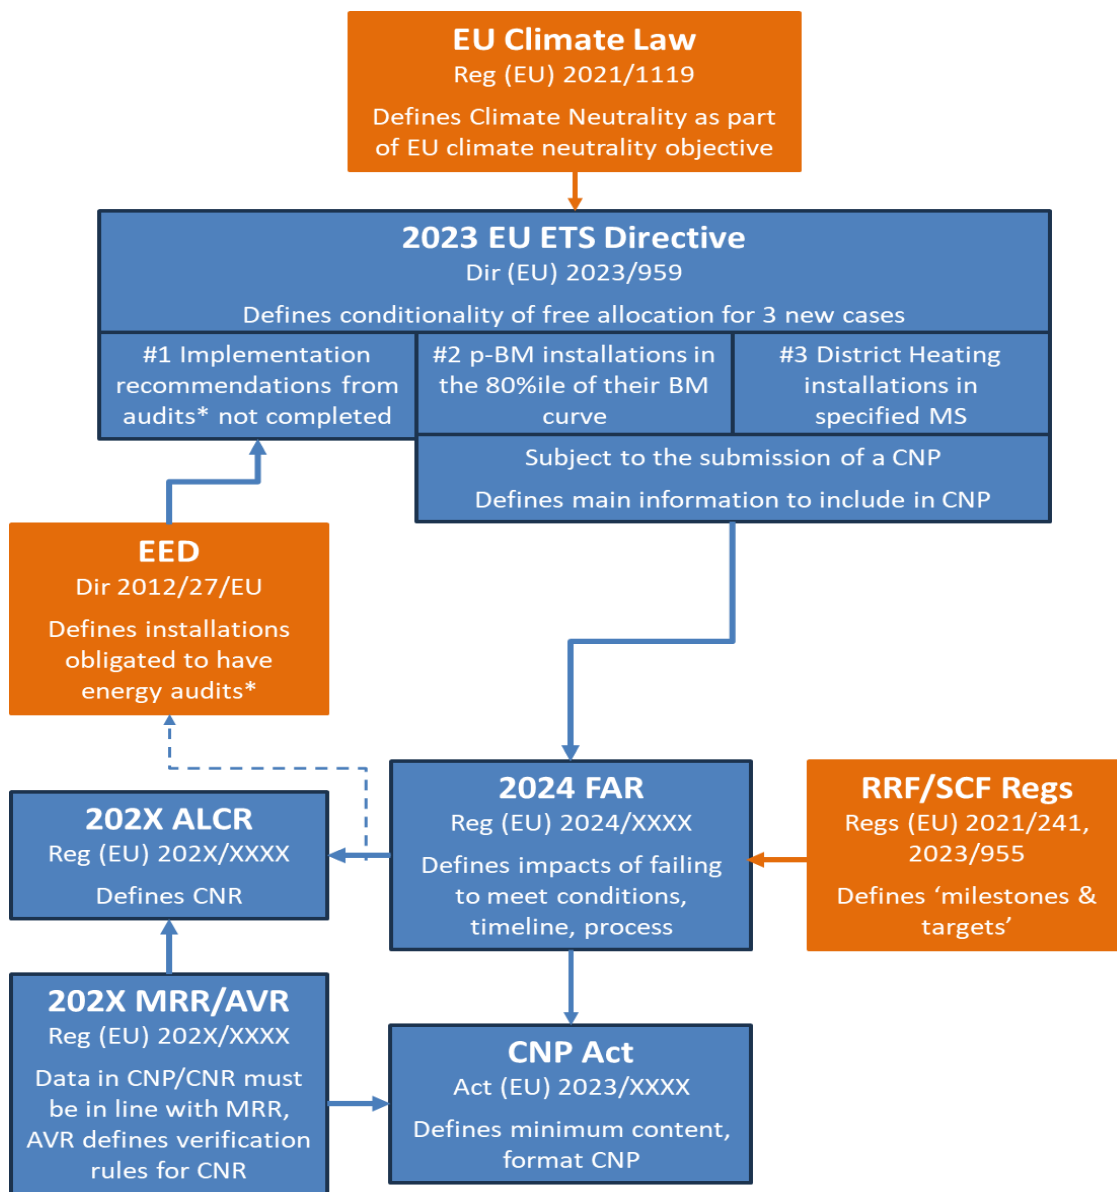 EU Climate Law
Reg (EU) 2021/1119
Defines Climate Neutrality as part
of EU climate neutrality objective
2023 EU ETS Directive
Dir (EU) 2023/959
Defines conditionality of free allocation for 3 new cases
#1 Implementation
recommendations from
audits* not completed
#2 p-BM installations in
the 80%ile of their BM
curve
#3 District Heating
installations in
specified MS
Subject to the submission of a CNP
Defines main information to include in CNP
EED
Dir 2012/27/EU
Defines installations
obligated to have
energy audits*
2024 FAR
Reg (EU) 2024/XXXX
Defines impacts of failing
to meet conditions,
timeline, process
RRF/SCF Regs
Regs (EU) 2021/241,
2023/955
Defines ‘milestones &
targets’
202X ALCR
Reg (EU) 202X/XXXX
Defines CNR
202X MRR/AVR
Reg (EU) 202X/XXXX
Data in CNP/CNR must
be in line with MRR,
AVR defines verification
rules for CNR
CNP Act
Act (EU) 2023/XXXX
Defines minimum content,
format CNP